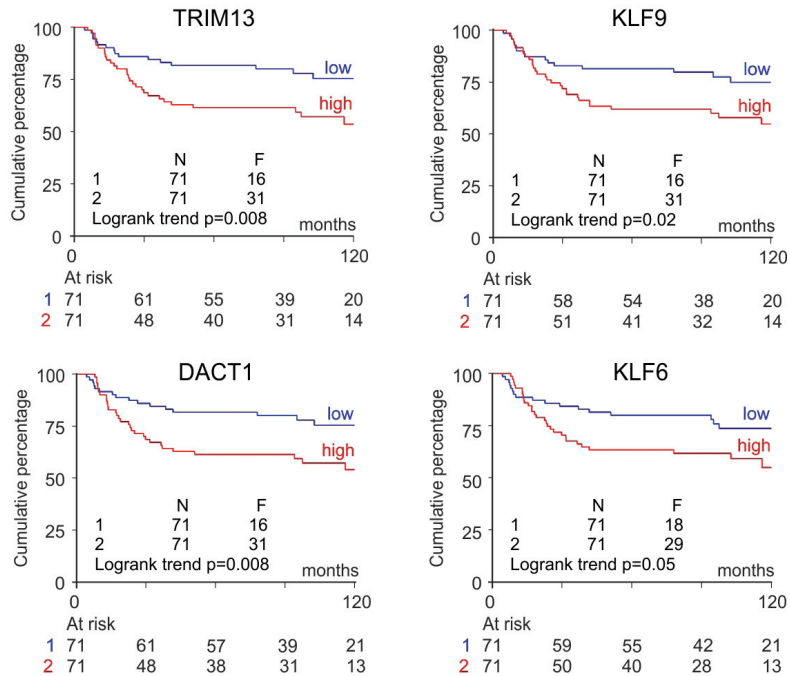 TRIM13
Cumulative percentage
100
75
50
25
0
low
high
N F
1 71 16
2 71 31
Logrank trend p=0.008
months
0 120
At risk
1 71 61 55 39 20
2 71 48 40 31 14
KLF9
Cumulative percentage
100
75
50
25
0
low
high
N F
1 71 16
2 71 31
Logrank trend p=0.02
months
0 120
At risk
1 71 58 54 38 20
2 71 51 41 32 14
DACT1
Cumulative percentage
100
75
50
25
0
low
high
N F
1 71 16
2 71 31
Logrank trend p=0.008
months
0 120
At risk
1 71 61 57 39 21
2 71 48 38 31 13
KLF6
Cumulative percentage
100
75
50
25
0
low
high
N F
1 71 18
2 71 29
Logrank trend p=0.05
months
0 120
At risk
1 71 59 55 42 21
2 71 50 40 28 13